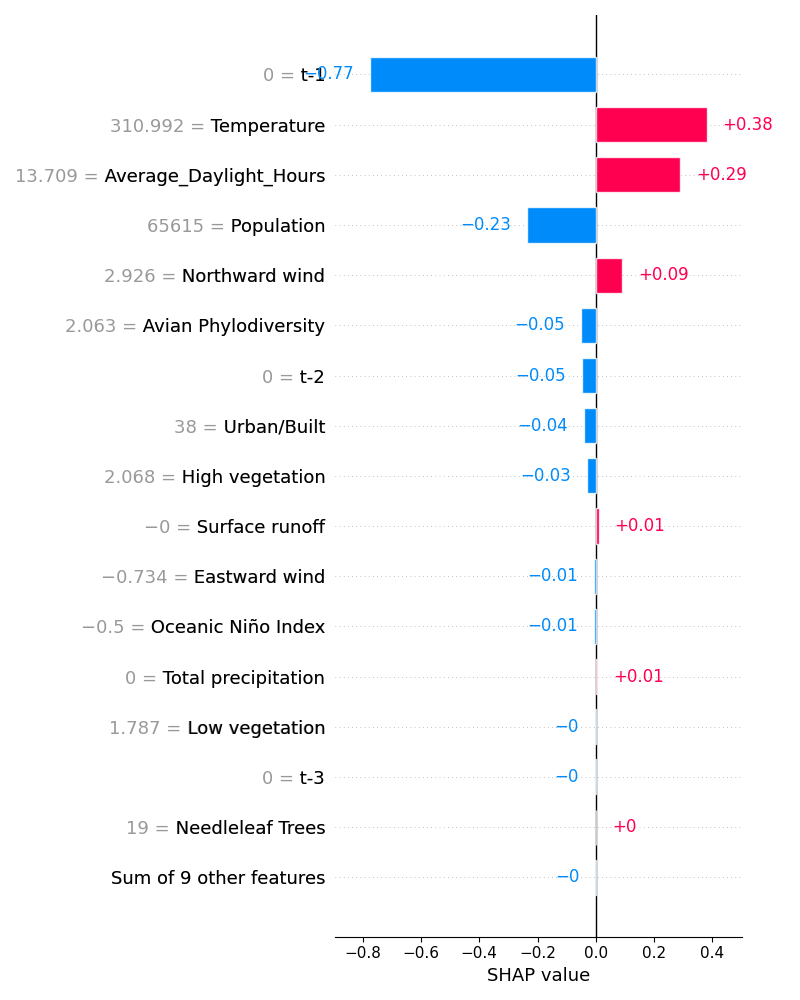 0 = t-1 −0.77
310.992 = Temperature +0.38
13.709 = Average_Daylight_Hours +0.29
65615 = Population −0.23
2.926 = Northward wind +0.09
2.063 = Avian Phylodiversity −0.05
0 = t-2 −0.05
38 = Urban/Built −0.04
2.068 = High vegetation −0.03
−0 = Surface runoff +0.01
−0.734 = Eastward wind −0.01
−0.5 = Oceanic Niño Index −0.01
0 = Total precipitation +0.01
1.787 = Low vegetation −0
0 = t-3 −0
19 = Needleleaf Trees +0
Sum of 9 other features −0
−0.8 −0.6 −0.4 −0.2 0.0 0.2 0.4
SHAP value